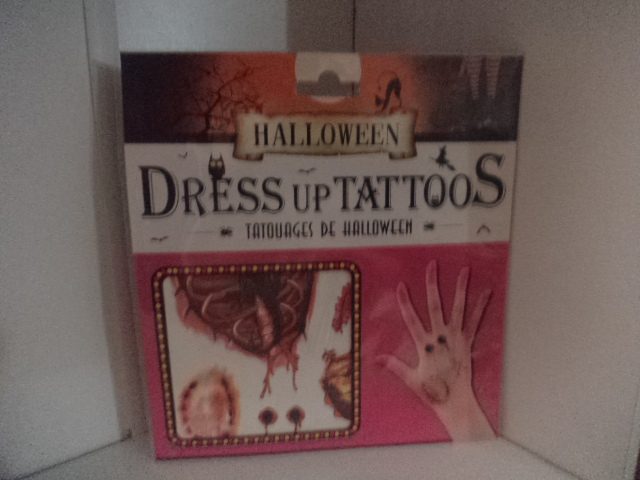 HALLOWEEN
DRESS UP TATTOOS
TATOUAGES DE HALLOWEEN